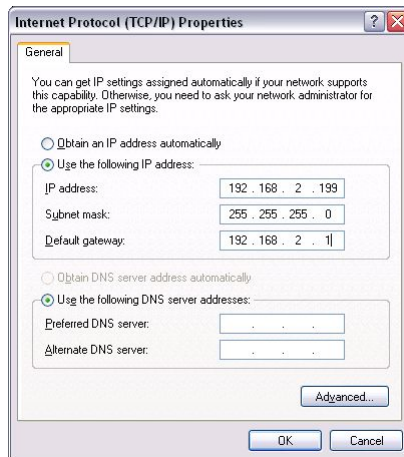 Internet Protocol (TCP/IP) Properties
General
You can get IP settings assigned automatically if your network supports
this capability. Otherwise, you need to ask your network administrator for
the appropriate IP settings.
Obtain an IP address automatically
Use the following IP address:
IP address: 192 . 168 . 2 . 199
Subnet mask: 255 . 255 . 255 . 0
Default gateway: 192 . 168 . 2 . 1
Obtain DNS server address automatically
Use the following DNS server addresses:
Preferred DNS server: . . .
Alternate DNS server: . . .
Advanced...
OK Cancel